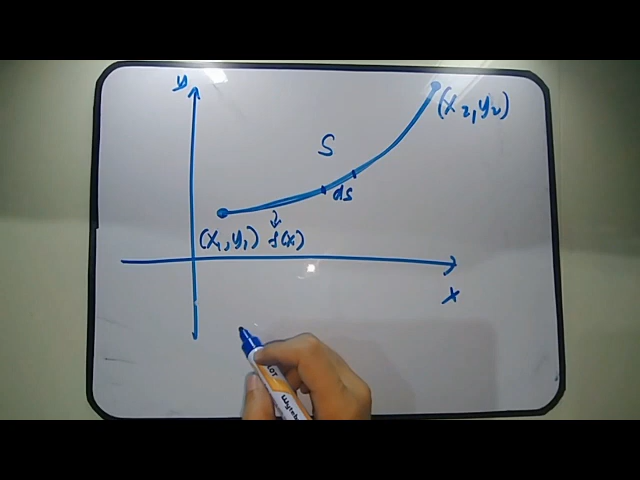 y
(x₂,y₂)
S
ds
(x₁,y₁) f(x)
x